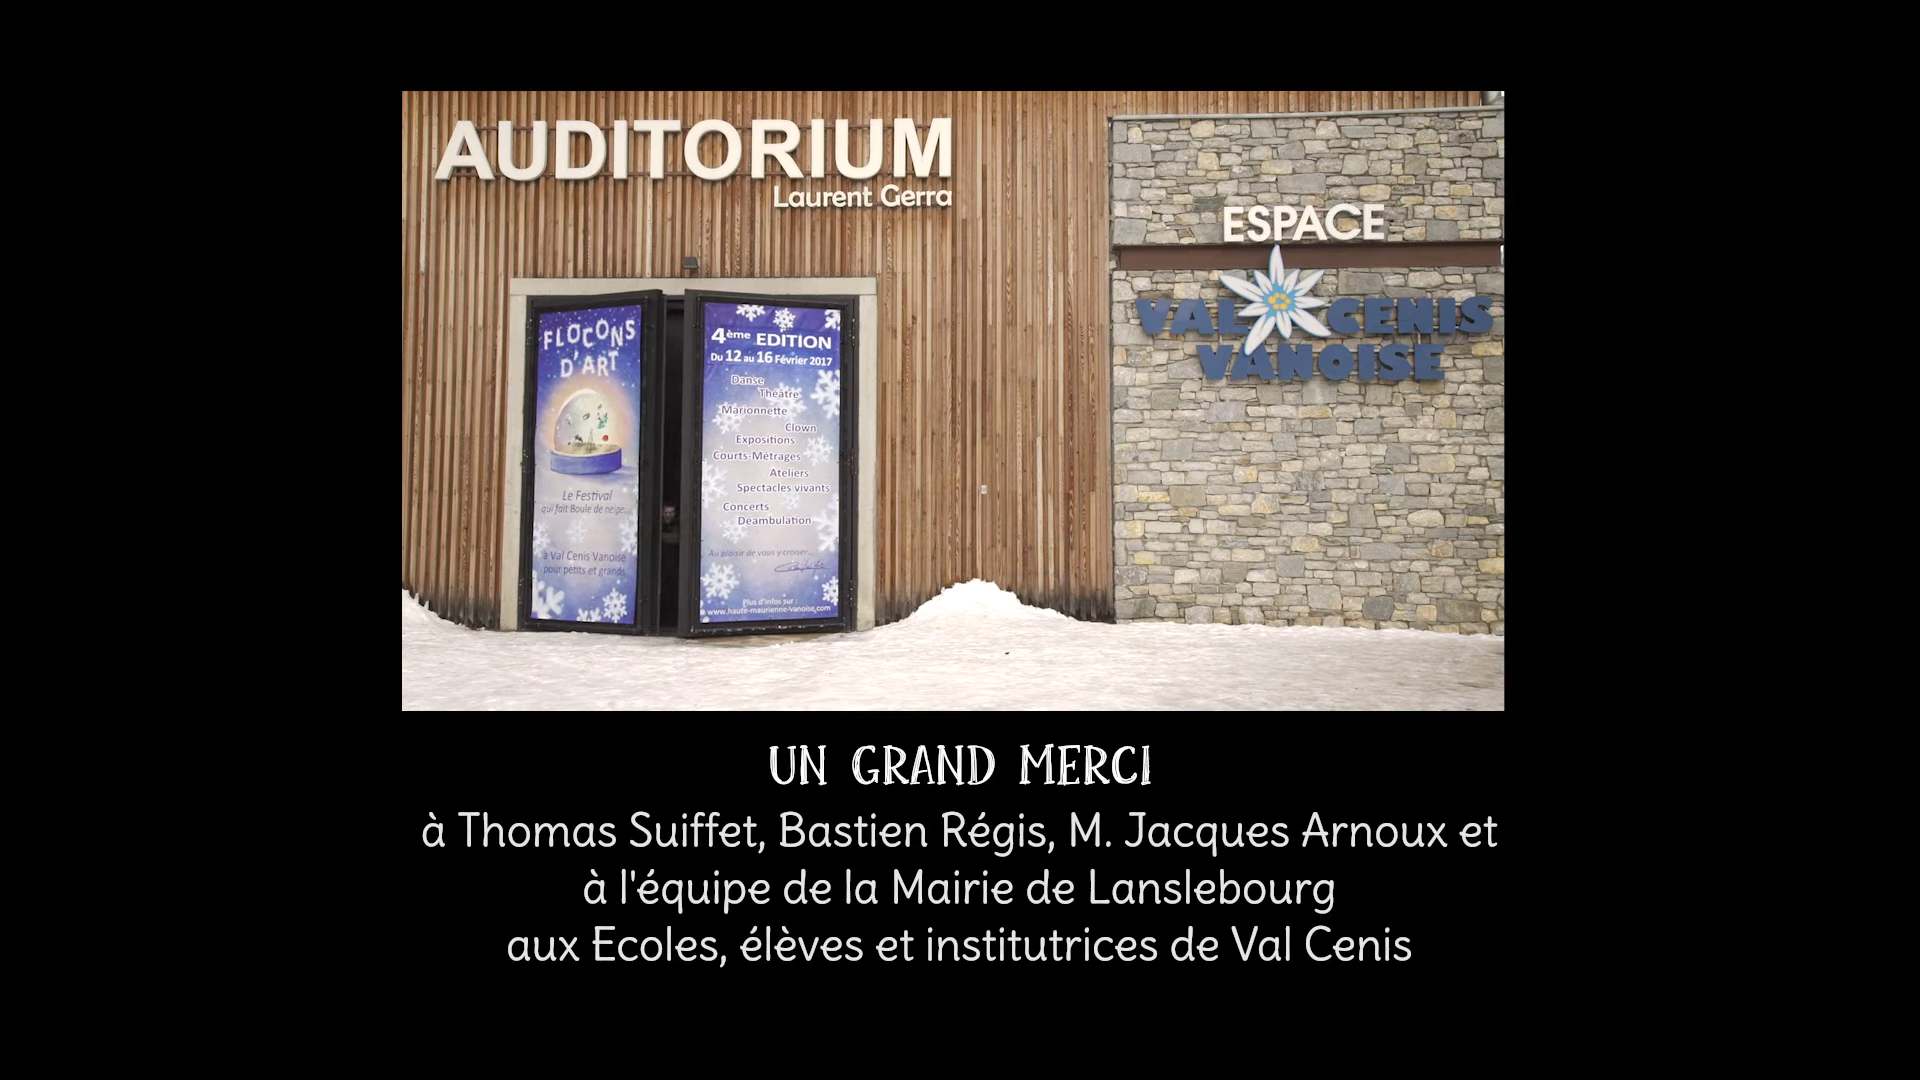 AUDITORIUM
Laurent Gerra
ESPACE
VAL CENIS
VANOISE
FLOCONS
D'ART
Le Festival
qui fait Boule de neige...
à Val Cenis Vanoise
pour petits et grands
4ème EDITION
Du 12 au 16 Février 2017
Danse
Théâtre
Marionnette
Clown
Expositions
Courts-Métrages
Ateliers
Spectacles vivants
Concerts
Déambulation
Au plaisir de vous y croiser...
Plus d'infos sur :
www.haute-maurienne-vanoise.com
UN GRAND MERCI
à Thomas Suiffet, Bastien Régis, M. Jacques Arnoux et
à l'équipe de la Mairie de Lanslebourg
aux Ecoles, élèves et institutrices de Val Cenis